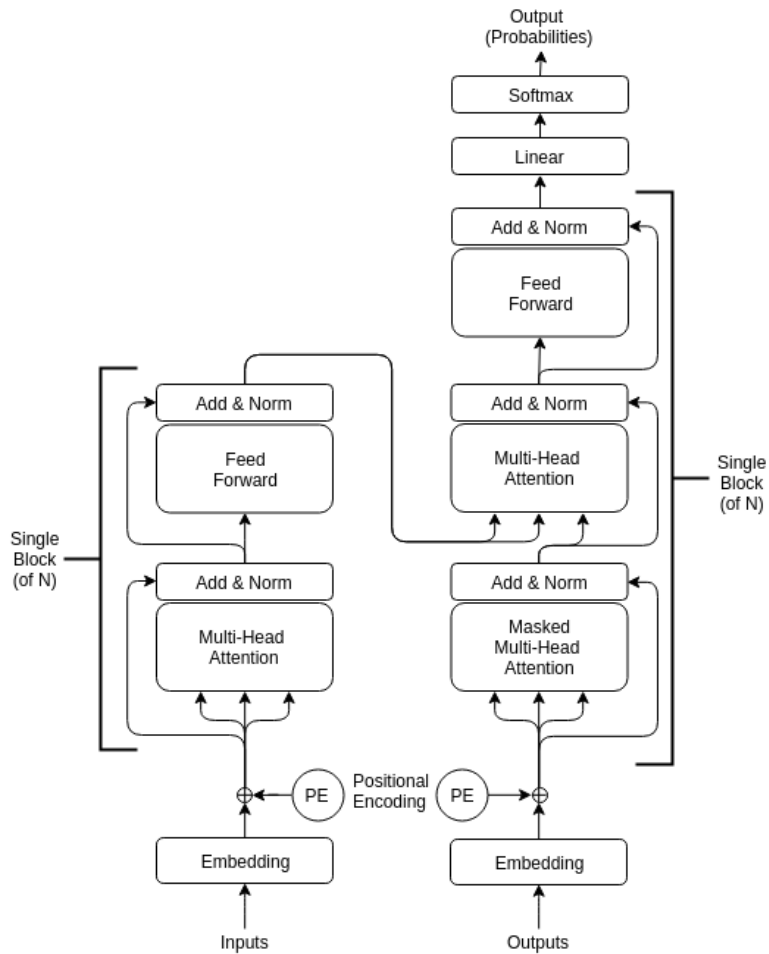 Output
(Probabilities)
Softmax
Linear
Add & Norm
Feed
Forward
Add & Norm
Multi-Head
Attention
Add & Norm
Masked
Multi-Head
Attention
Single
Block
(of N)
Add & Norm
Feed
Forward
Add & Norm
Multi-Head
Attention
Single
Block
(of N)
PE
Positional
Encoding
PE
Embedding
Embedding
Inputs
Outputs